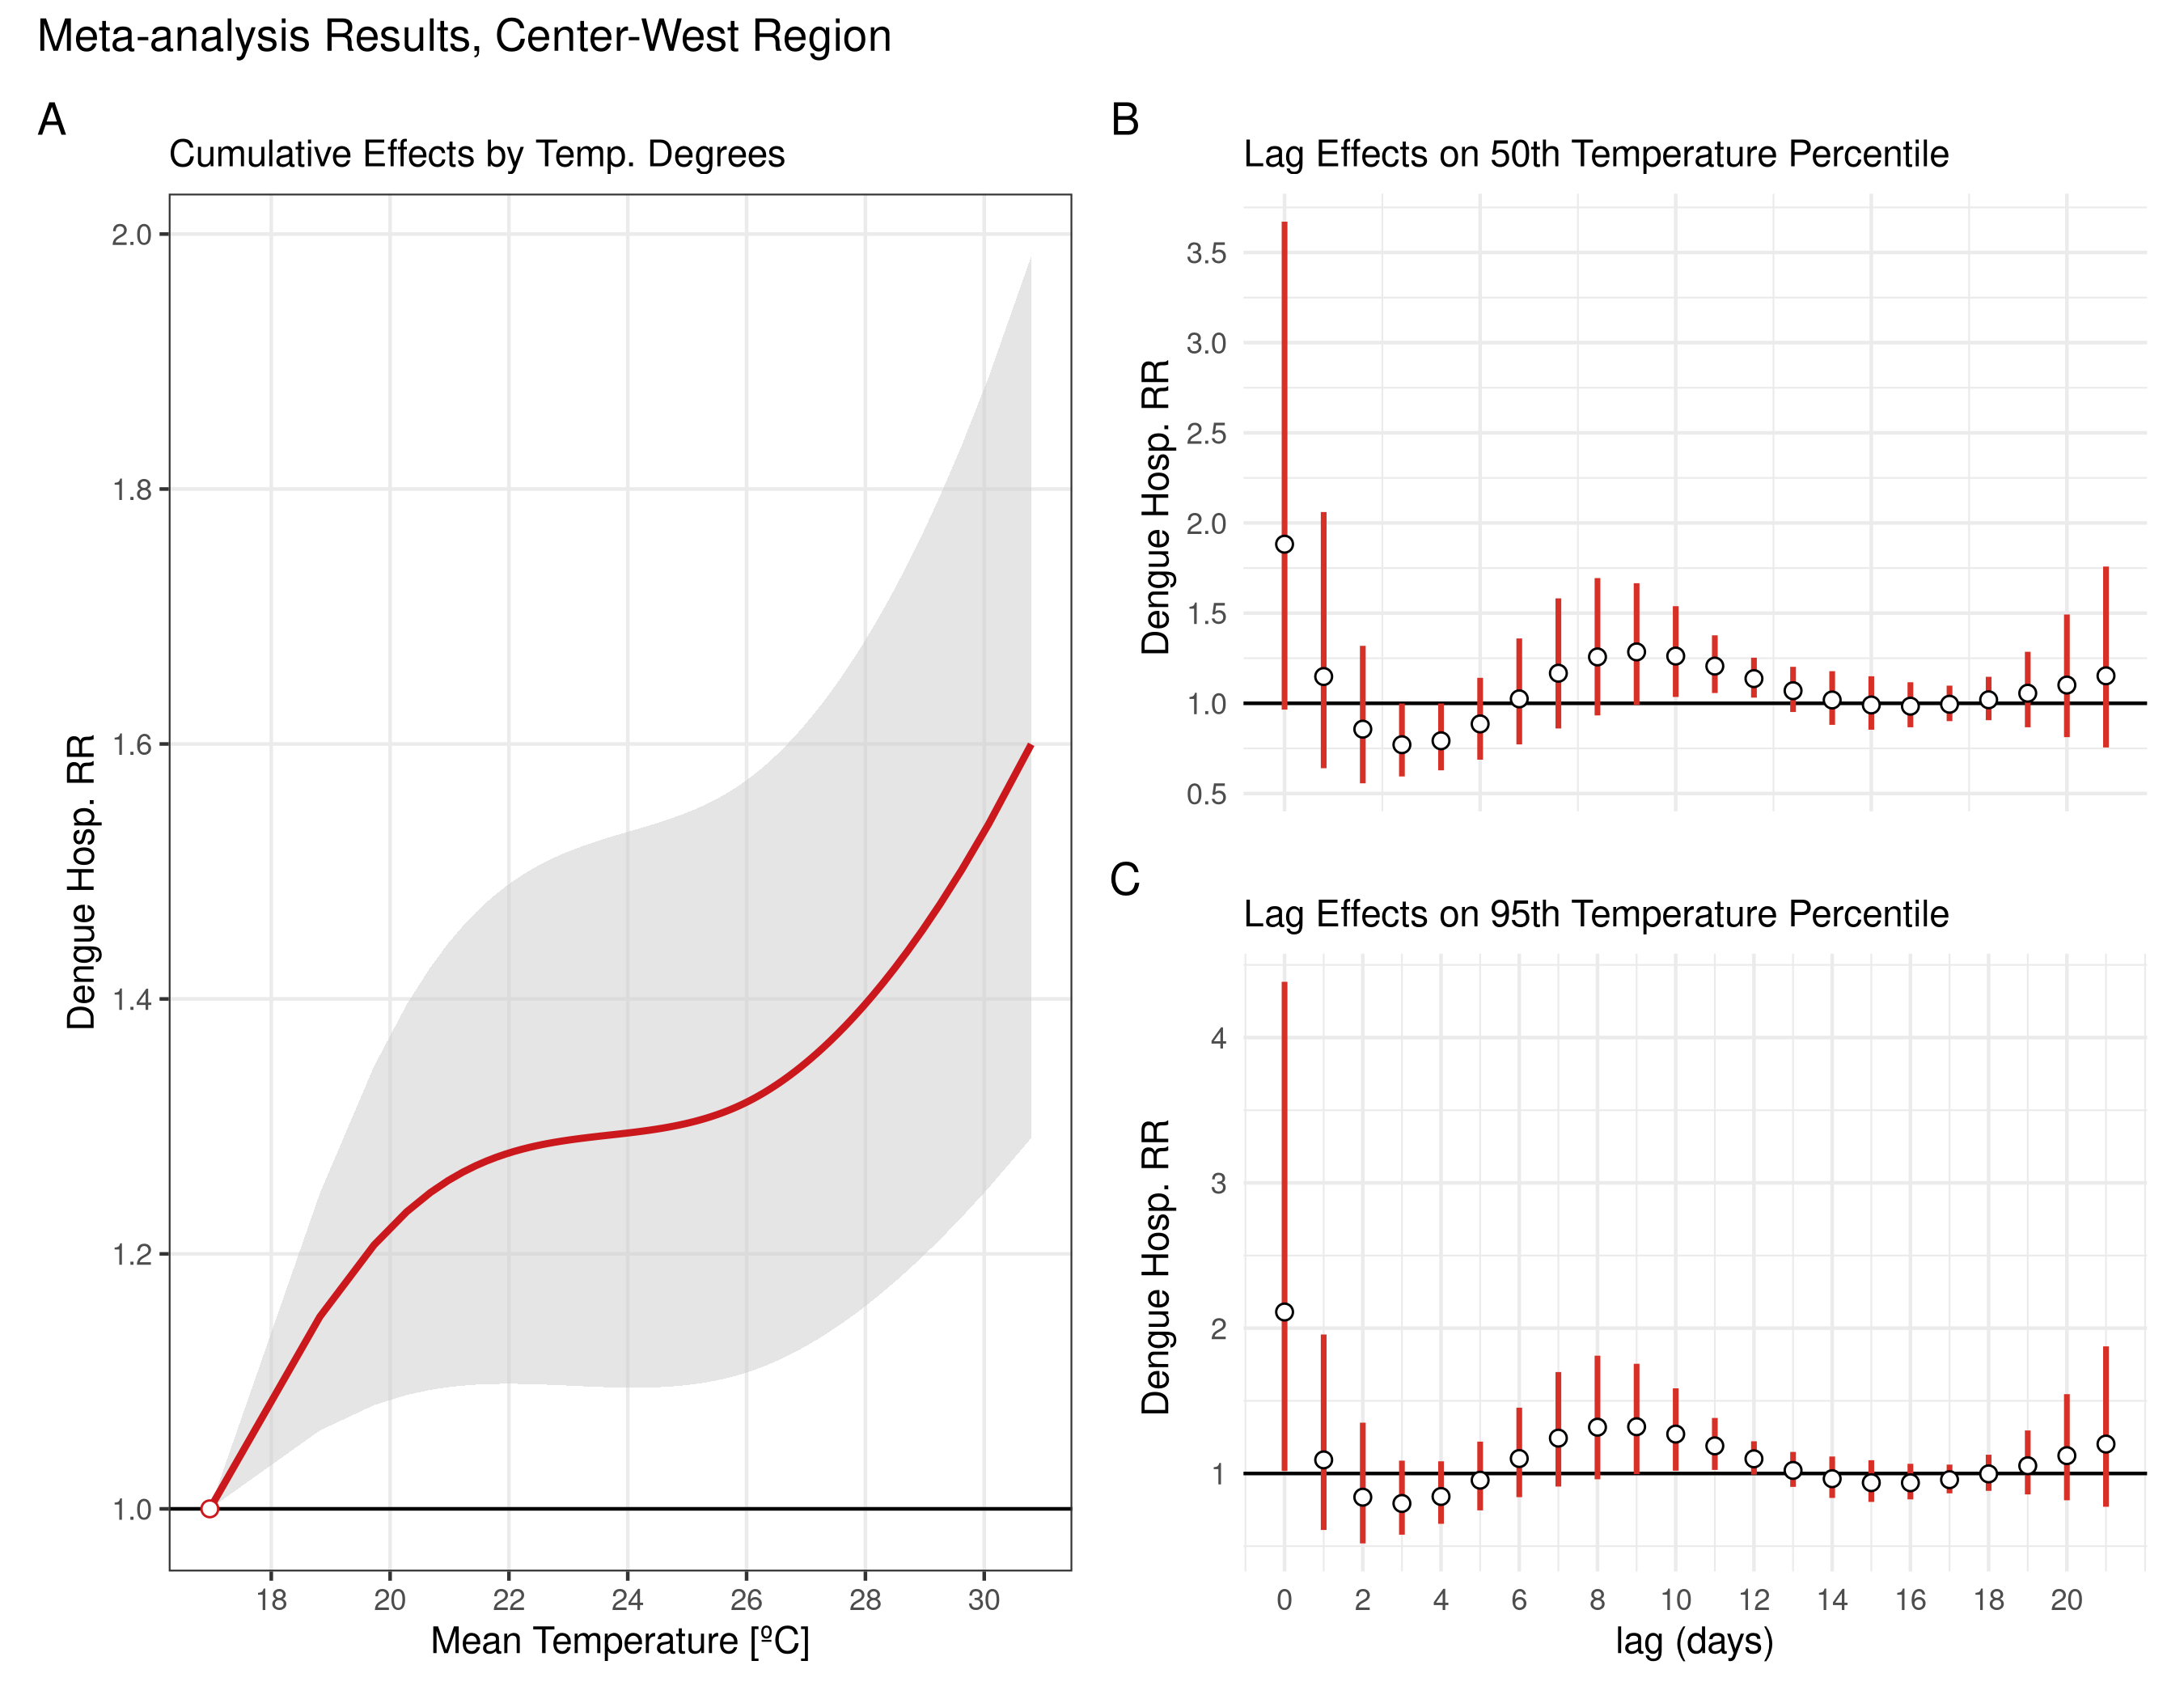 Meta-analysis Results, Center-West Region
A
Cumulative Effects by Temp. Degrees
Dengue Hosp. RR
2.0
1.8
1.6
1.4
1.2
1.0
18 20 22 24 26 28 30
Mean Temperature [ºC]
B
Lag Effects on 50th Temperature Percentile
Dengue Hosp. RR
3.5
3.0
2.5
2.0
1.5
1.0
0.5
C
Lag Effects on 95th Temperature Percentile
Dengue Hosp. RR
4
3
2
1
0 2 4 6 8 10 12 14 16 18 20
lag (days)